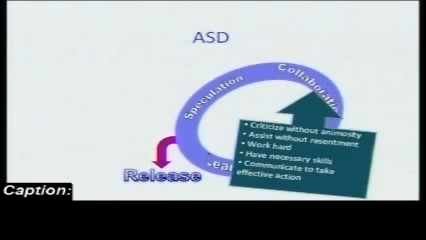 ASD
Speculation
Collaborati
• Criticize without animosity
• Assist without resentment
• Work hard
• Have necessary skills
• Communicate to take
effective action
Release
Caption: